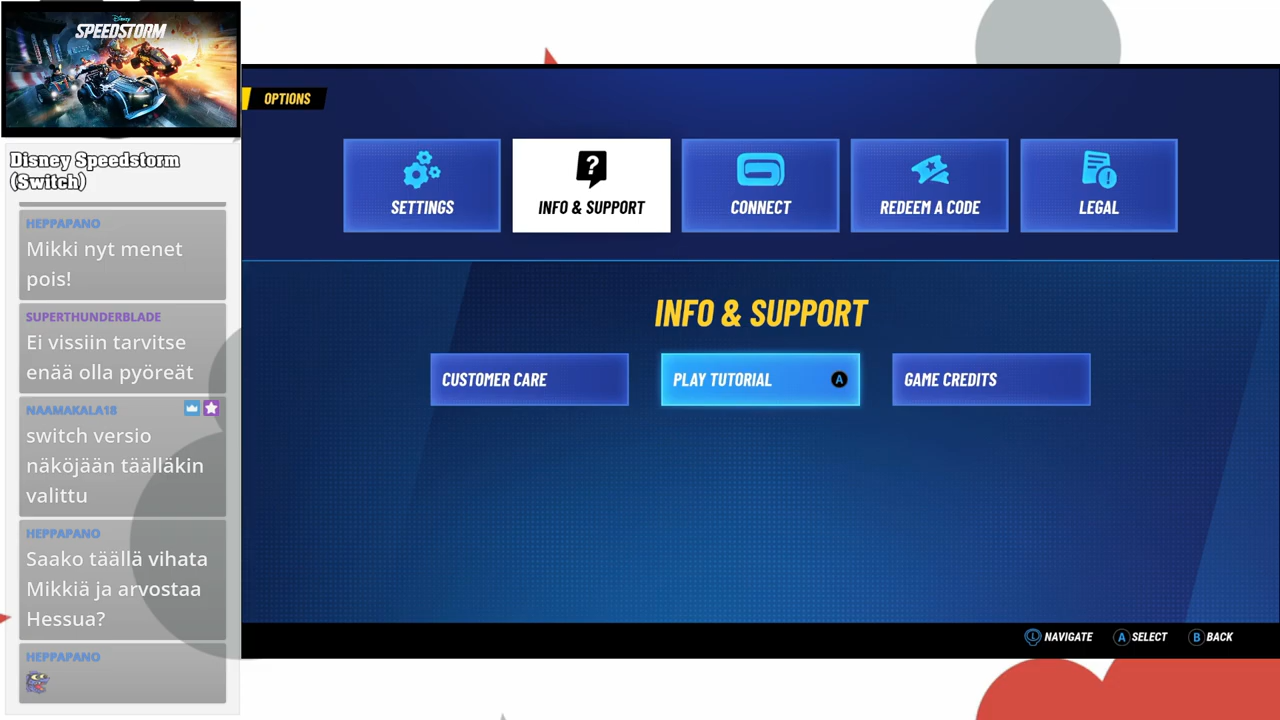 Disney
SPEEDSTORM
Disney Speedstorm
(Switch)
HEPPAPANO
Mikki nyt menet
pois!
SUPERTHUNDERBLADE
Ei vissiin tarvitse
enää olla pyöreät
NAAMAKALA18
switch versio
näköjään täälläkin
valittu
HEPPAPANO
Saako täällä vihata
Mikkiä ja arvostaa
Hessua?
HEPPAPANO
OPTIONS
SETTINGS
?
INFO & SUPPORT
CONNECT
REDEEM A CODE
LEGAL
INFO & SUPPORT
CUSTOMER CARE
PLAY TUTORIAL A
GAME CREDITS
L NAVIGATE A SELECT B BACK